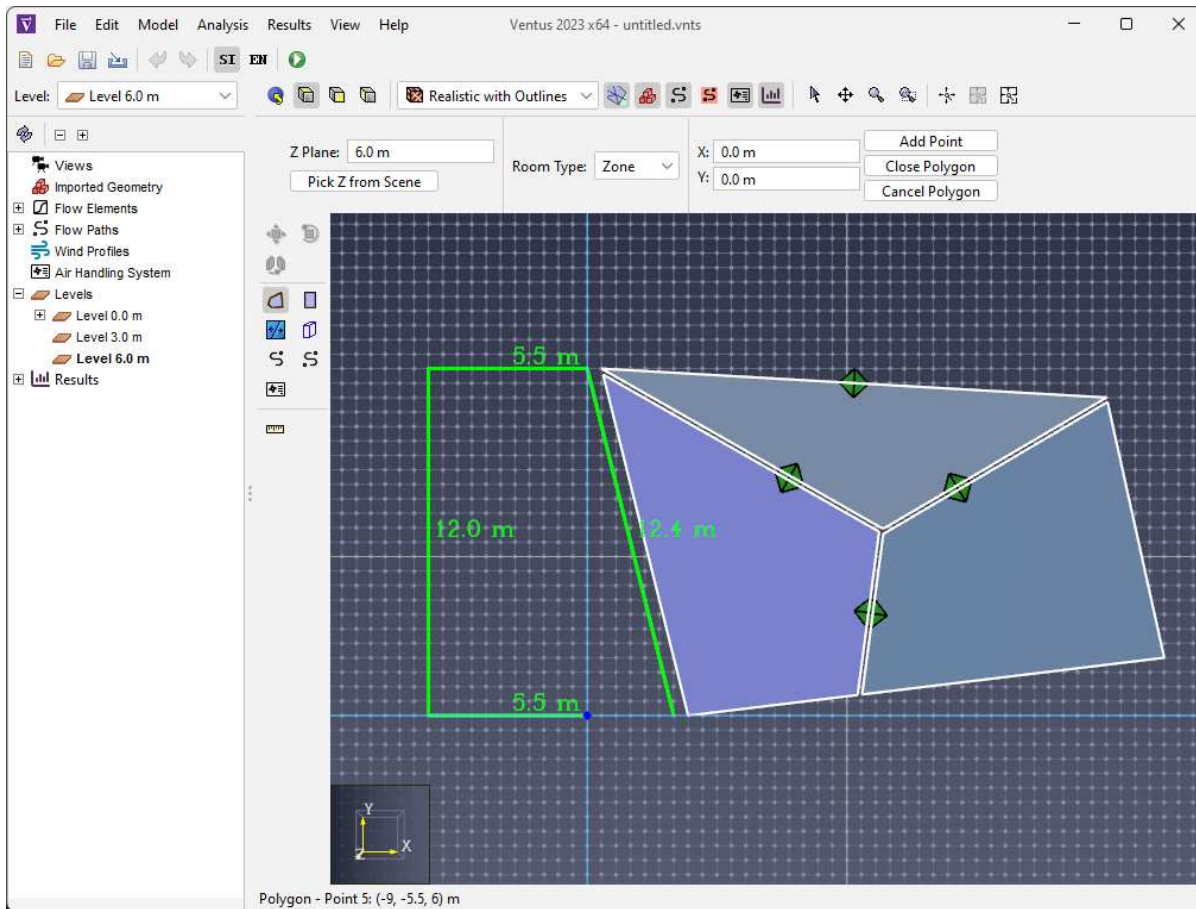 File Edit Model Analysis Results View Help Ventus 2023 x64 - untitled.vnts
SI EN
Level: Level 6.0 m Realistic with Outlines
Z Plane: 6.0 m
Pick Z from Scene
Room Type: Zone
X: 0.0 m
Y: 0.0 m
Add Point
Close Polygon
Cancel Polygon
Views
Imported Geometry
Flow Elements
Flow Paths
Wind Profiles
Air Handling System
Levels
Level 0.0 m
Level 3.0 m
Level 6.0 m
Results
5.5 m
12.0 m
12.4 m
5.5 m
Y
X
Z
Polygon - Point 5: (-9, -5.5, 6) m